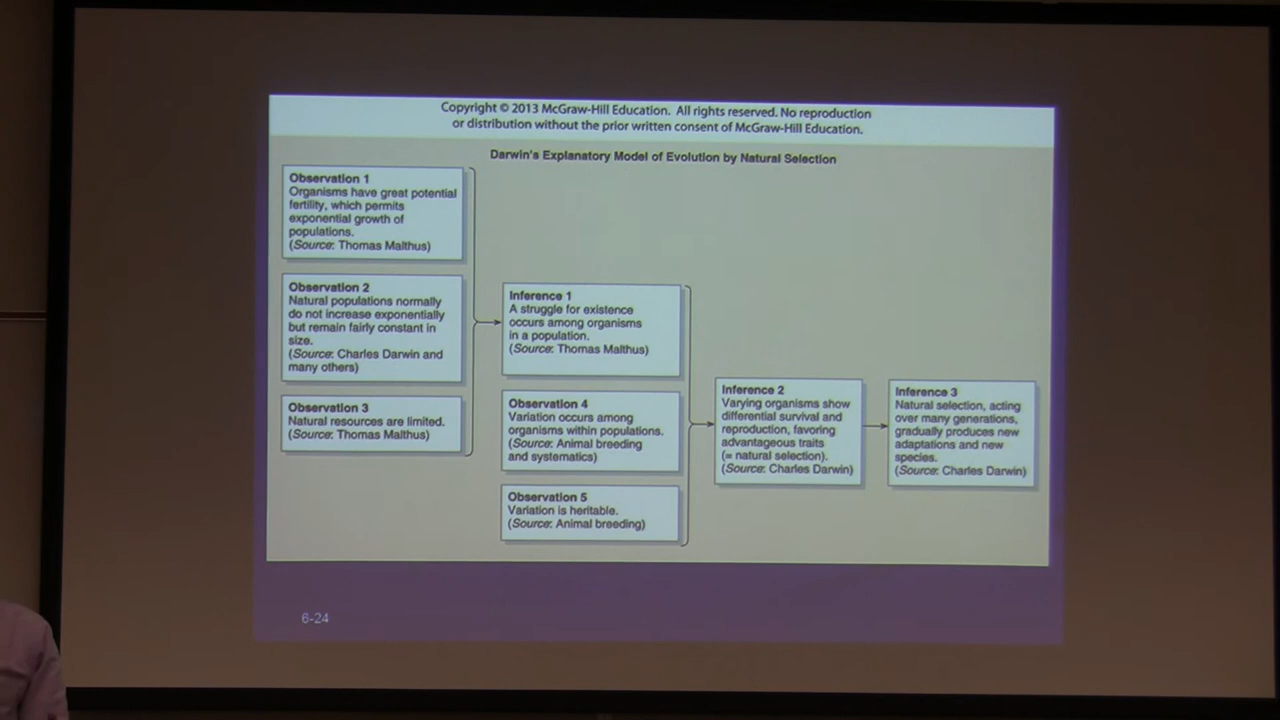 Copyright © 2013 McGraw-Hill Education. All rights reserved. No reproduction
or distribution without the prior written consent of McGraw-Hill Education.
Darwin's Explanatory Model of Evolution by Natural Selection
Observation 1
Organisms have great potential
fertility, which permits
exponential growth of
populations.
(Source: Thomas Malthus)
Observation 2
Natural populations normally
do not increase exponentially
but remain fairly constant in
size.
(Source: Charles Darwin and
many others)
Observation 3
Natural resources are limited.
(Source: Thomas Malthus)
Inference 1
A struggle for existence
occurs among organisms
in a population.
(Source: Thomas Malthus)
Observation 4
Variation occurs among
organisms within populations.
(Source: Animal breeding
and systematics)
Observation 5
Variation is heritable.
(Source: Animal breeding)
Inference 2
Varying organisms show
differential survival and
reproduction, favoring
advantageous traits
(= natural selection).
(Source: Charles Darwin)
Inference 3
Natural selection, acting
over many generations,
gradually produces new
adaptations and new
species.
(Source: Charles Darwin)
6-24